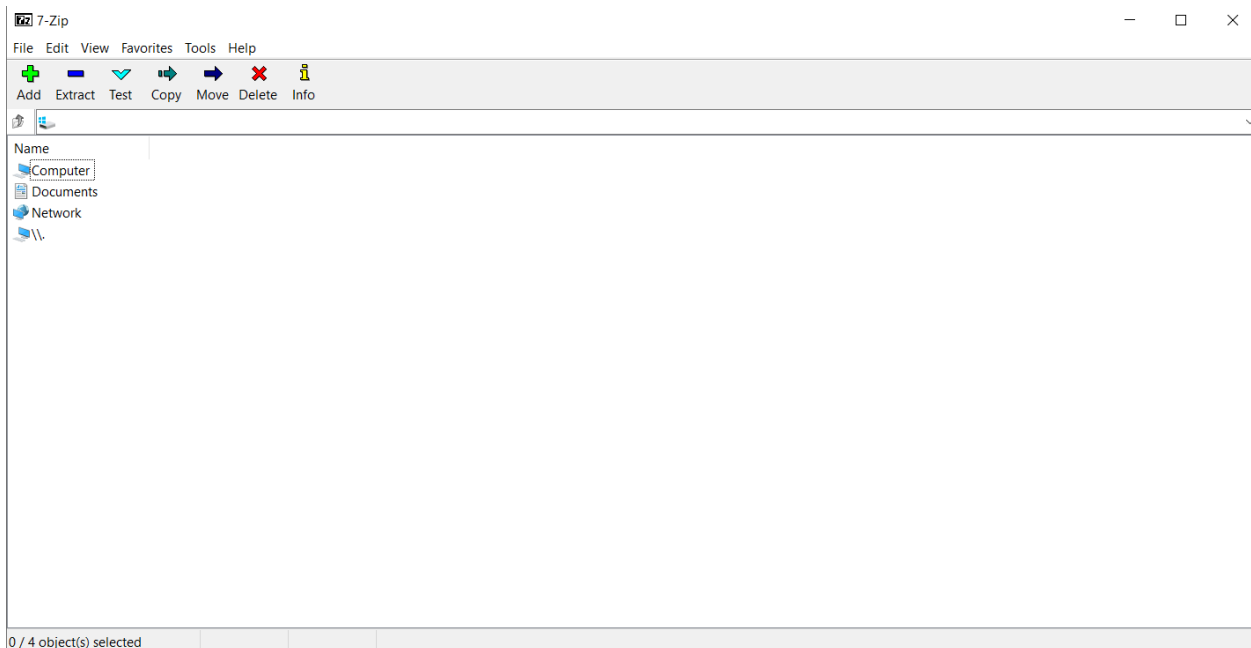 7z 7-Zip
File Edit View Favorites Tools Help
Add Extract Test Copy Move Delete Info
Name
Computer
Documents
Network
\\.
0 / 4 object(s) selected